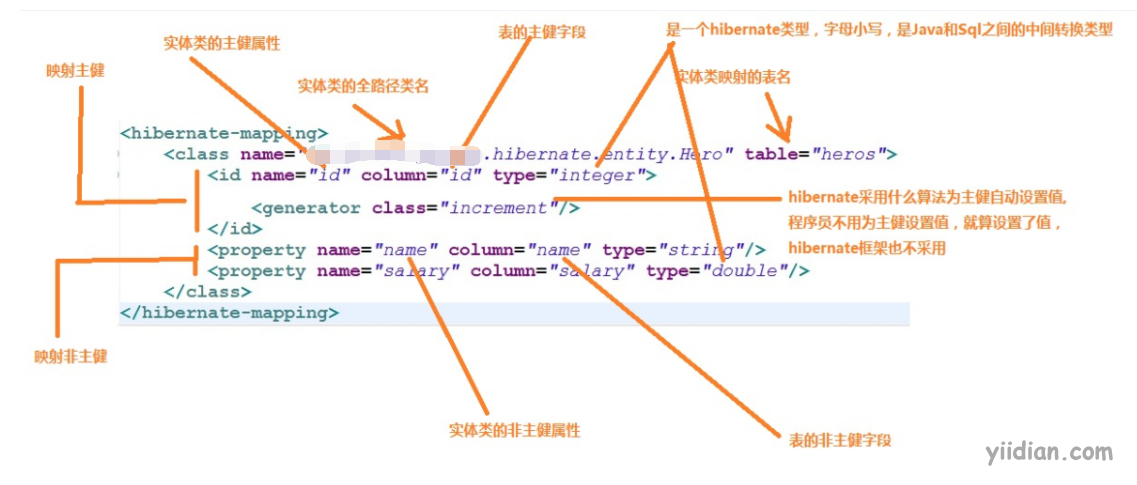 实体类的主健属性
表的主健字段
是一个hibernate类型，字母小写，是Java和Sql之间的中间转换类型
映射主健
实体类的全路径类名
实体类映射的表名
<hibernate-mapping>
<class name=".hibernate.entity.Hero" table="heros">
<id name="id" column="id" type="integer">
<generator class="increment"/>
</id>
<property name="name" column="name" type="string"/>
<property name="salary" column="salary" type="double"/>
</class>
</hibernate-mapping>
hibernate采用什么算法为主健自动设置值,
程序员不用为主健设置值，就算设置了值，
hibernate框架也不采用
映射非主健
实体类的非主健属性
表的非主健字段
yiidian.com